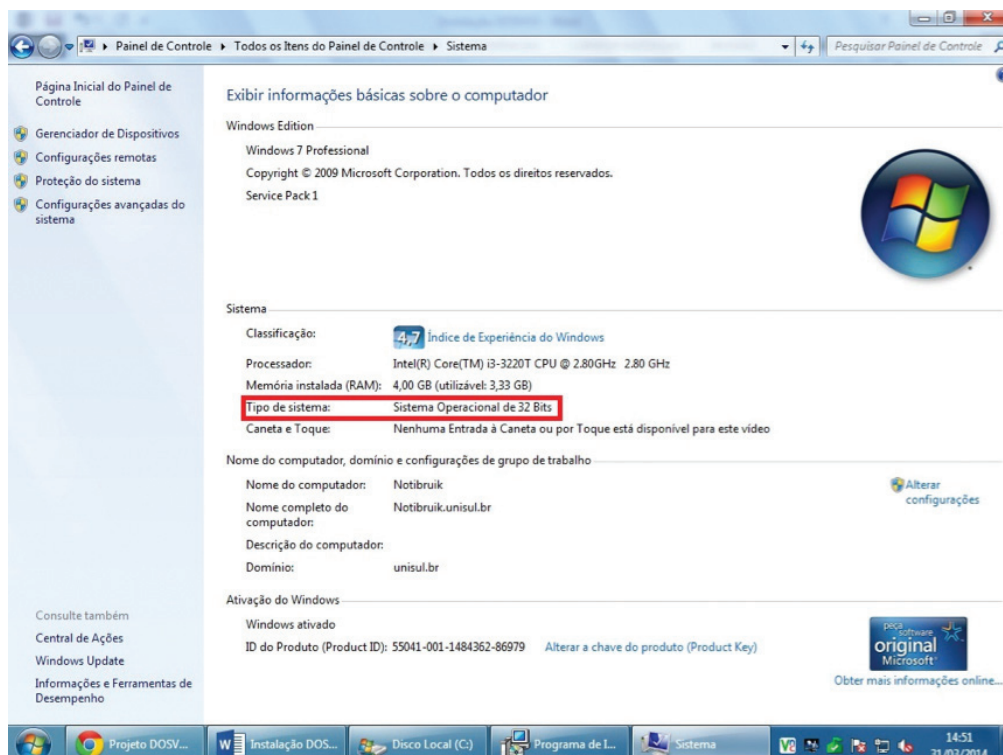 Painel de Controle ▸ Todos os Itens do Painel de Controle ▸ Sistema
Pesquisar Painel de Controle
Página Inicial do Painel de
Controle
Gerenciador de Dispositivos
Configurações remotas
Proteção do sistema
Configurações avançadas do
sistema
Exibir informações básicas sobre o computador
Windows Edition
Windows 7 Professional
Copyright © 2009 Microsoft Corporation. Todos os direitos reservados.
Service Pack 1
Sistema
Classificação: 4,7 Índice de Experiência do Windows
Processador: Intel(R) Core(TM) i3-3220T CPU @ 2.80GHz 2.80 GHz
Memória instalada (RAM): 4,00 GB (utilizável: 3,33 GB)
Tipo de sistema: Sistema Operacional de 32 Bits
Caneta e Toque: Nenhuma Entrada à Caneta ou por Toque está disponível para este vídeo
Nome do computador, domínio e configurações de grupo de trabalho
Nome do computador: Notibruik
Alterar
configurações
Nome completo do
computador:
Notibruik.unisul.br
Descrição do computador:
Domínio: unisul.br
Ativação do Windows
Windows ativado
ID do Produto (Product ID): 55041-001-1484362-86979 Alterar a chave do produto (Product Key)
peça
software
original
Microsoft
Obter mais informações online...
Consulte também
Central de Ações
Windows Update
Informações e Ferramentas de
Desempenho
Projeto DOSV...
Instalação DOS...
Disco Local (C:)
Programa de I...
Sistema
14:51
21/03/2014